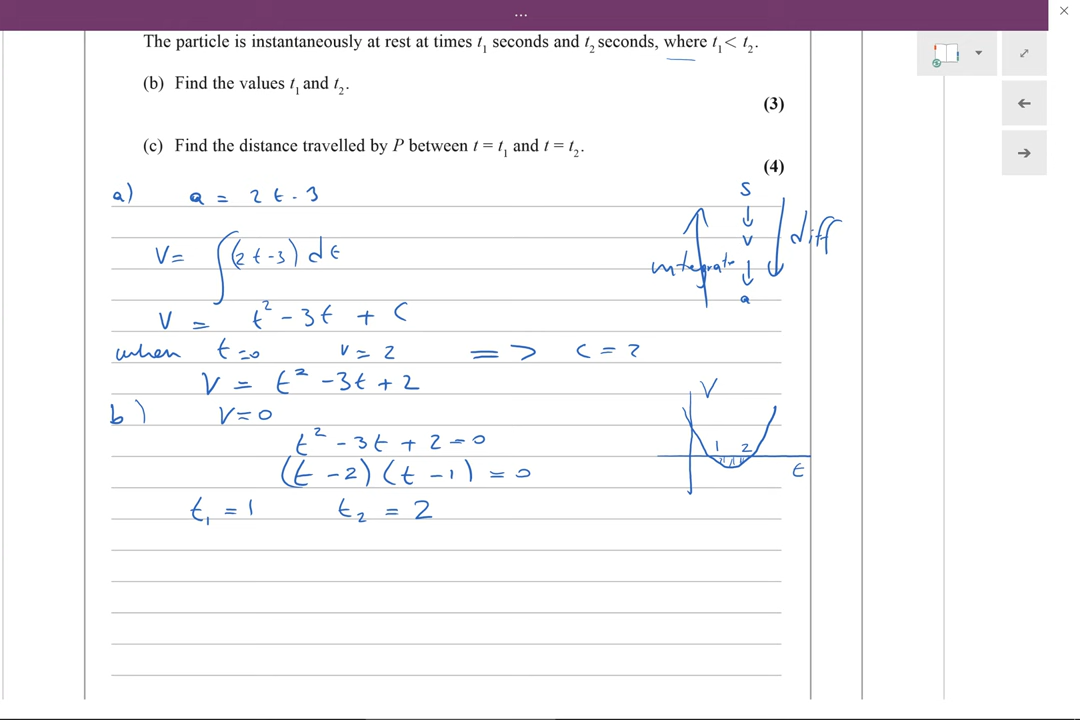 The particle is instantaneously at rest at times t₁ seconds and t₂ seconds, where t₁ < t₂.
(b) Find the values t₁ and t₂.
(3)
(c) Find the distance travelled by P between t = t₁ and t = t₂.
(4)
a) a = 2t - 3
V = ∫(2t-3) dt
V = t² - 3t + C
when t=0 v = 2 => C = 2
V = t² - 3t + 2
b) V=0
t² - 3t + 2 = 0
(t - 2)(t - 1) = 0
t₁ = 1 t₂ = 2
S
↓
v
↓
a
integrate
diff
V
1 2
t